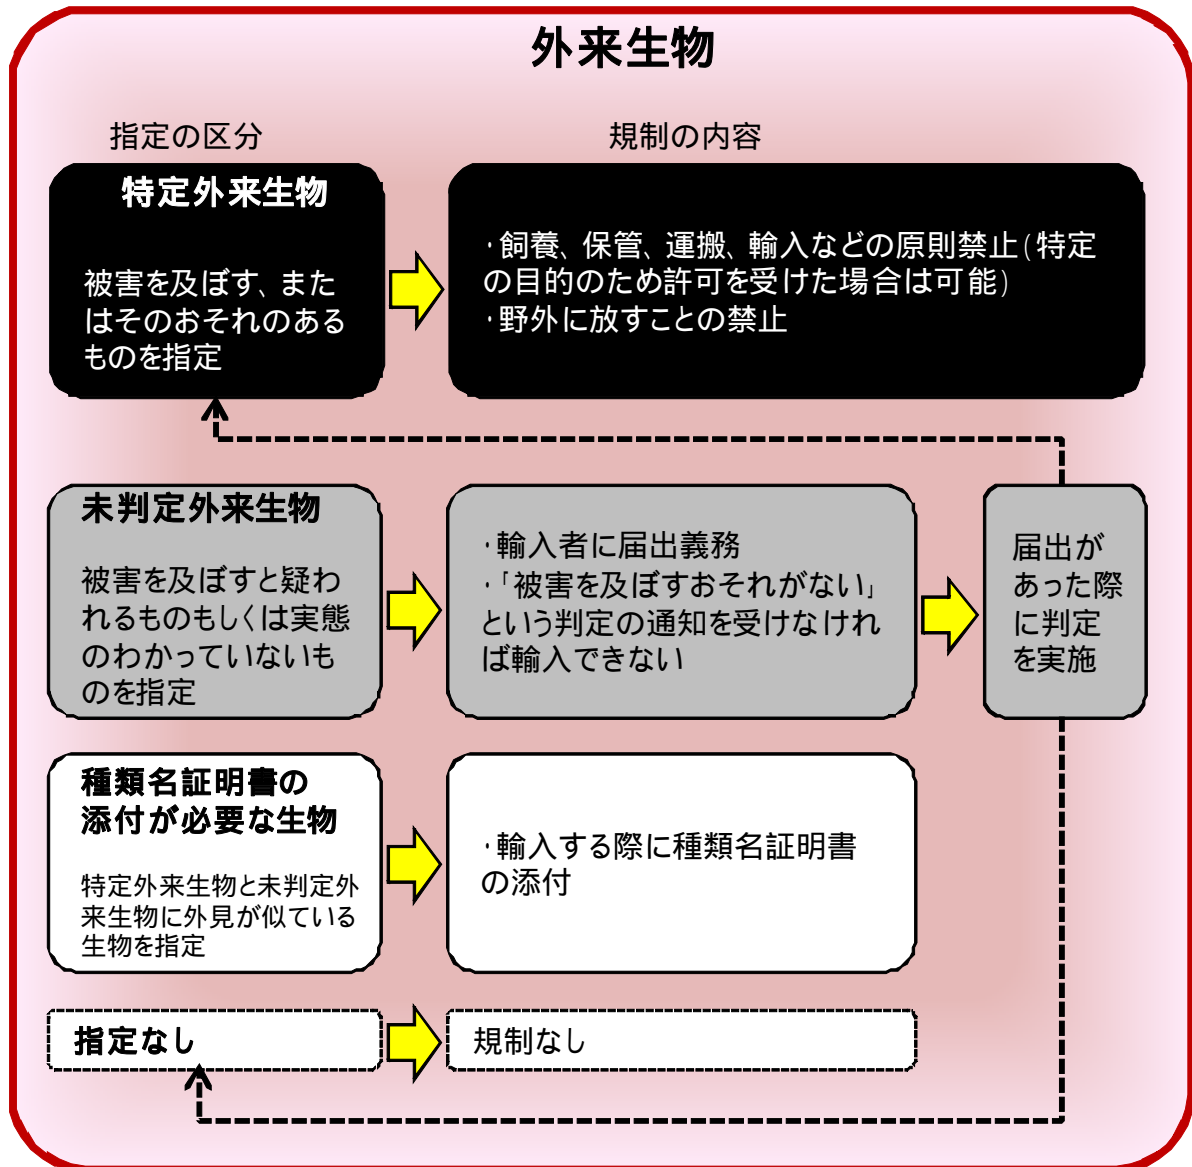 外来生物
指定の区分
規制の内容
特定外来生物
被害を及ぼす、また
はそのおそれのある
ものを指定
・飼養、保管、運搬、輸入などの原則禁止(特定
の目的のため許可を受けた場合は可能)
・野外に放すことの禁止
未判定外来生物
被害を及ぼすと疑わ
れるものもしくは実態
のわかっていないも
のを指定
・輸入者に届出義務
・「被害を及ぼすおそれがない」
という判定の通知を受けなけれ
ば輸入できない
届出が
あった際
に判定
を実施
種類名証明書の
添付が必要な生物
特定外来生物と未判定外
来生物に外見が似ている
生物を指定
・輸入する際に種類名証明書
の添付
指定なし
規制なし